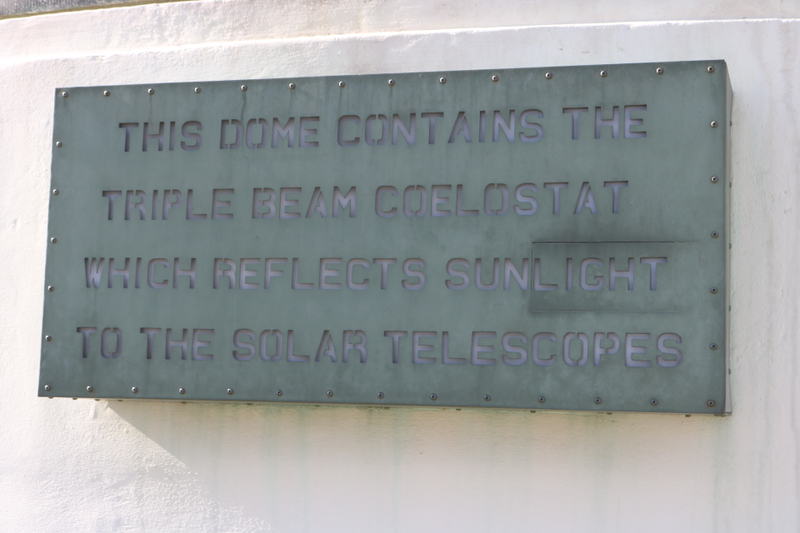 THIS DOME CONTAINS THE
TRIPLE BEAM COELOSTAT
WHICH REFLECTS SUNLIGHT
TO THE SOLAR TELESCOPES